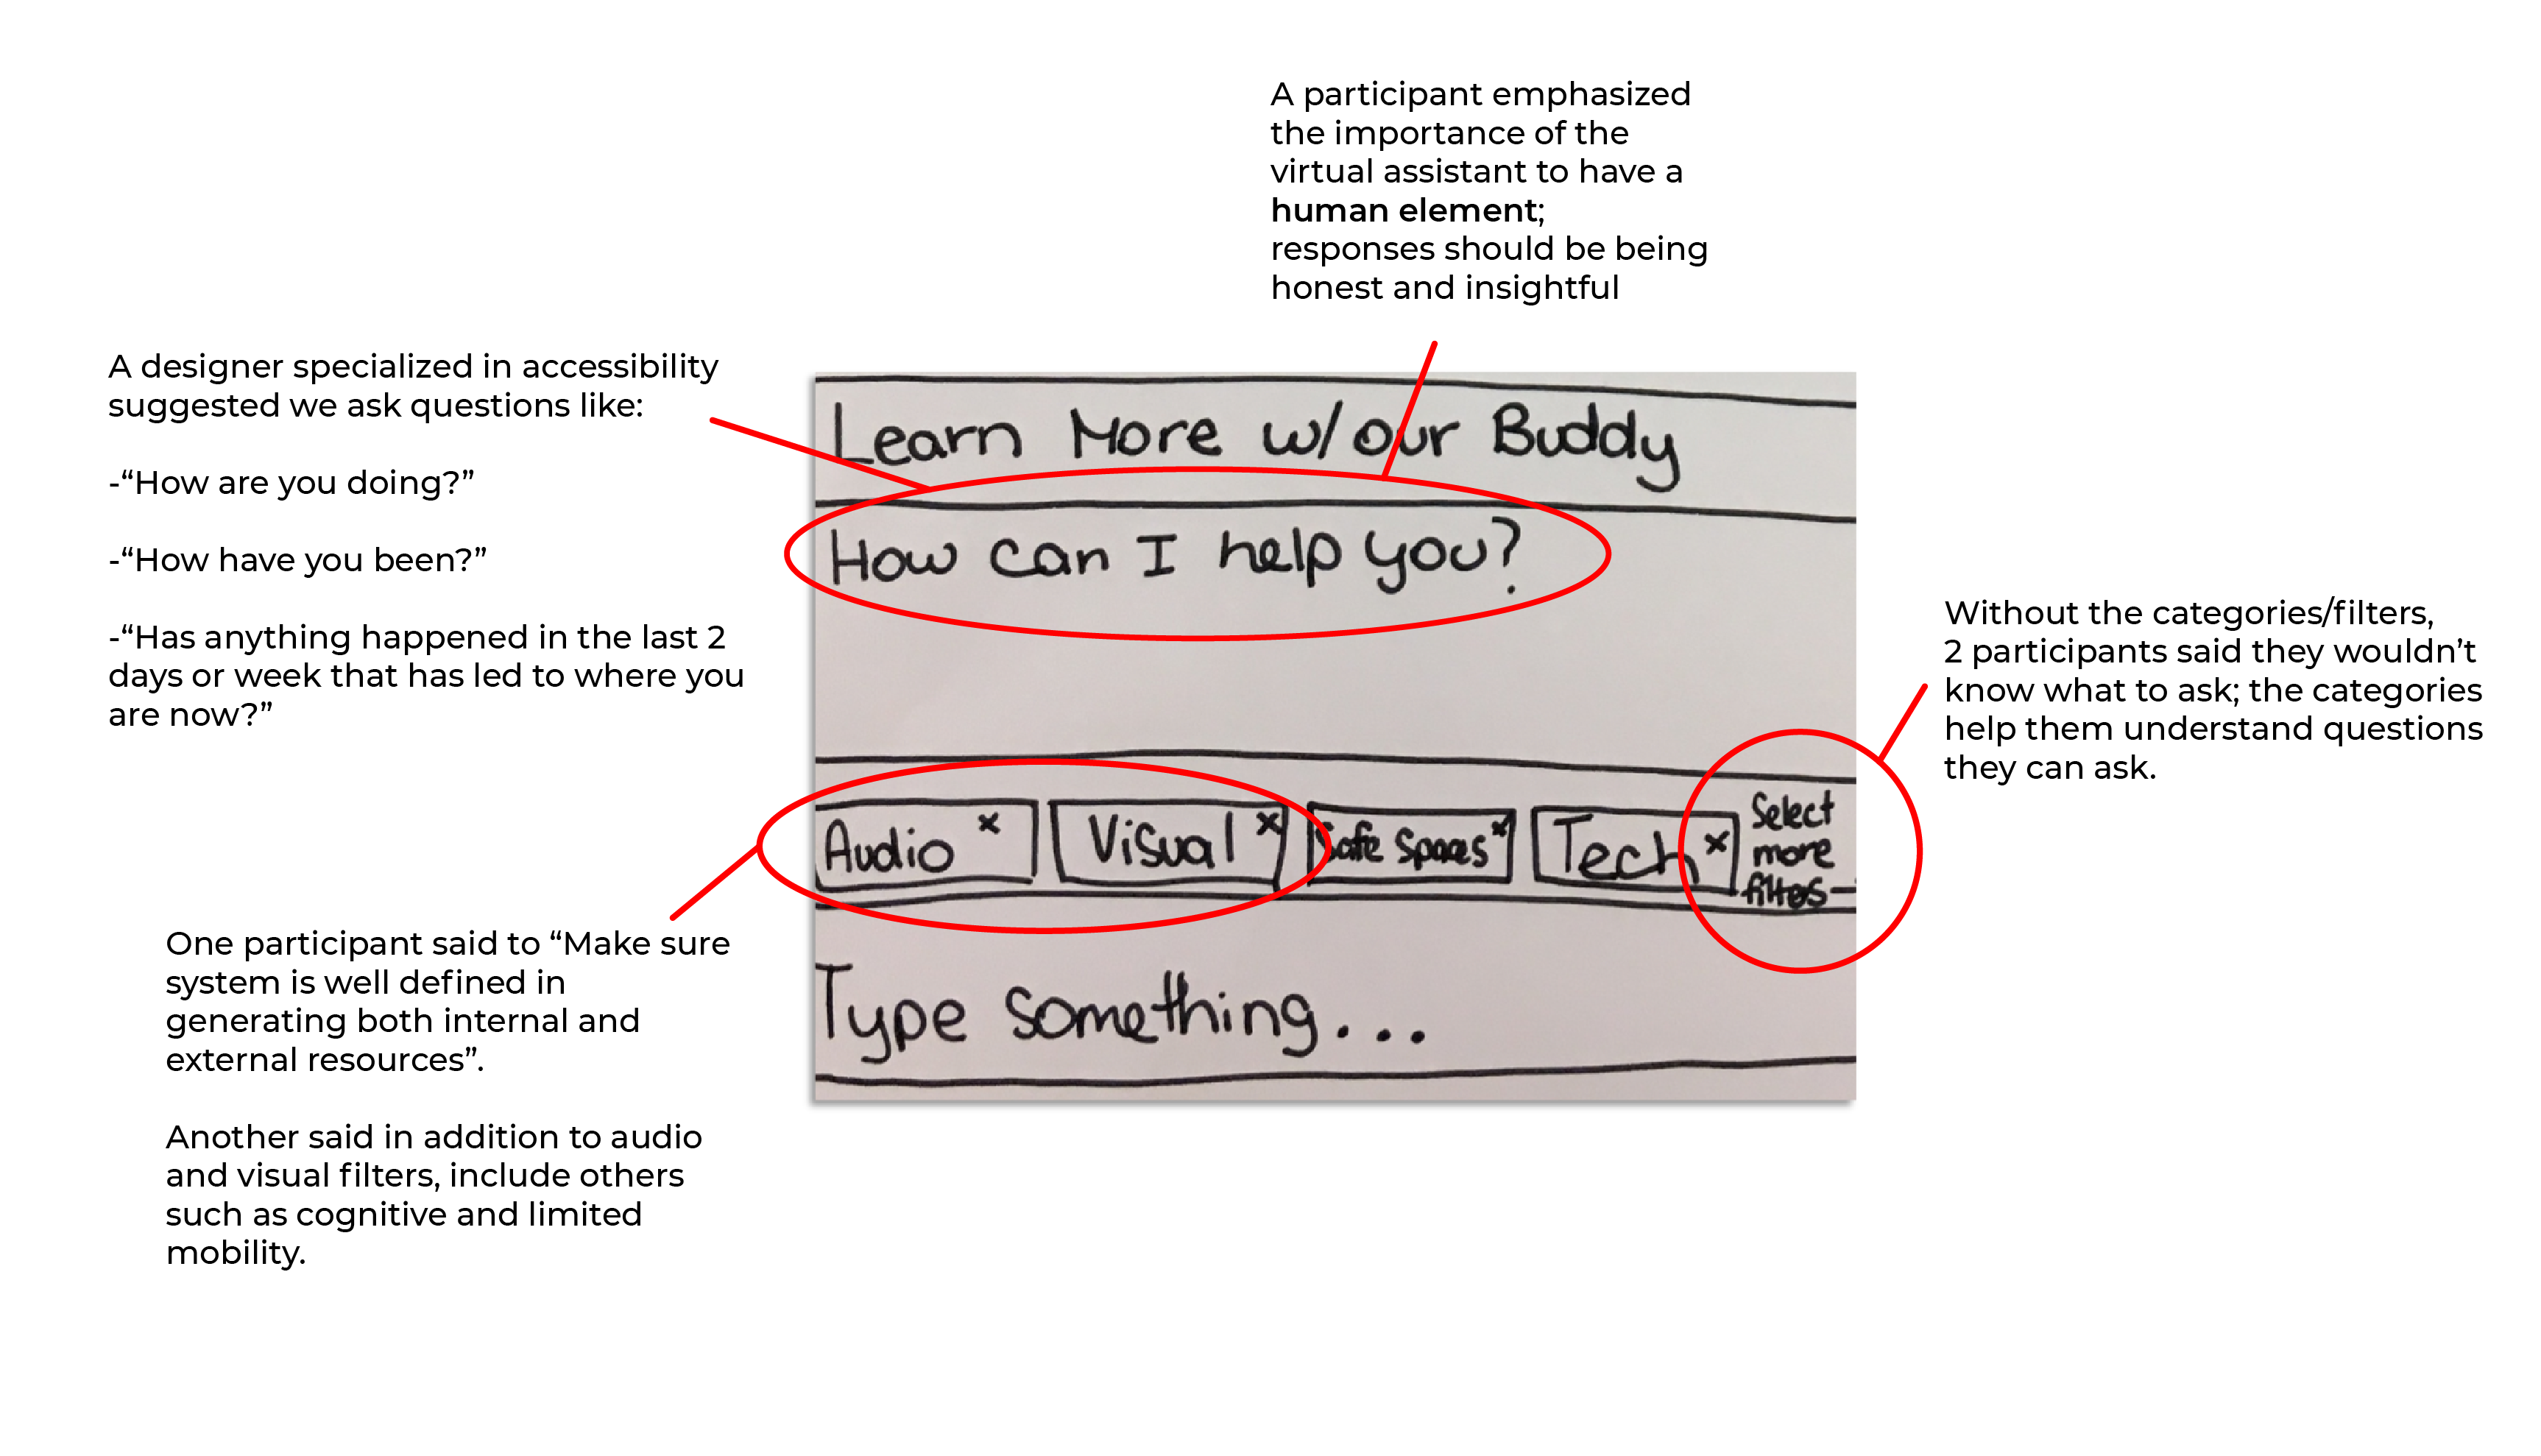 A participant emphasized
the importance of the
virtual assistant to have a
human element;
responses should be being
honest and insightful
A designer specialized in accessibility
suggested we ask questions like:
-“How are you doing?”
-“How have you been?”
-“Has anything happened in the last 2
days or week that has led to where you
are now?”
Learn More w/our Buddy
How can I help you?
Without the categories/filters,
2 participants said they wouldn’t
know what to ask; the categories
help them understand questions
they can ask.
Audio x
Visual x
Safe Spaces x
Tech x
Select
more
filters
Type something...
One participant said to “Make sure
system is well defined in
generating both internal and
external resources”.
Another said in addition to audio
and visual filters, include others
such as cognitive and limited
mobility.